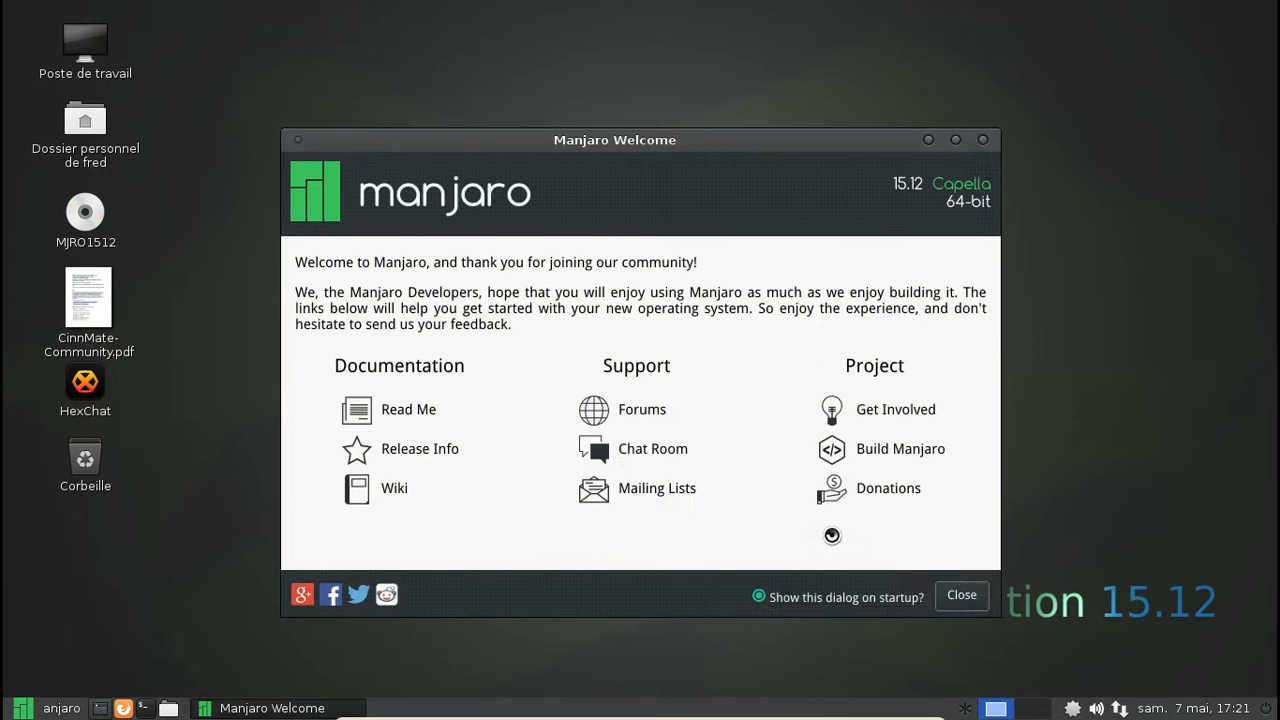 Poste de travail
Dossier personnel
de fred
MJRO1512
CinnMate-
Community.pdf
HexChat
Corbeille
Manjaro Welcome
manjaro
15.12 Capella
64-bit
Welcome to Manjaro, and thank you for joining our community!
We, the Manjaro Developers, hope that you will enjoy using Manjaro as much as we enjoy building it. The
links below will help you get started with your new operating system. So enjoy the experience, and don't
hesitate to send us your feedback.
Documentation
Read Me
Release Info
Wiki
Support
Forums
Chat Room
Mailing Lists
Project
Get Involved
Build Manjaro
Donations
Show this dialog on startup?
Close
tion 15.12
anjaro
Manjaro Welcome
sam. 7 mai, 17:21